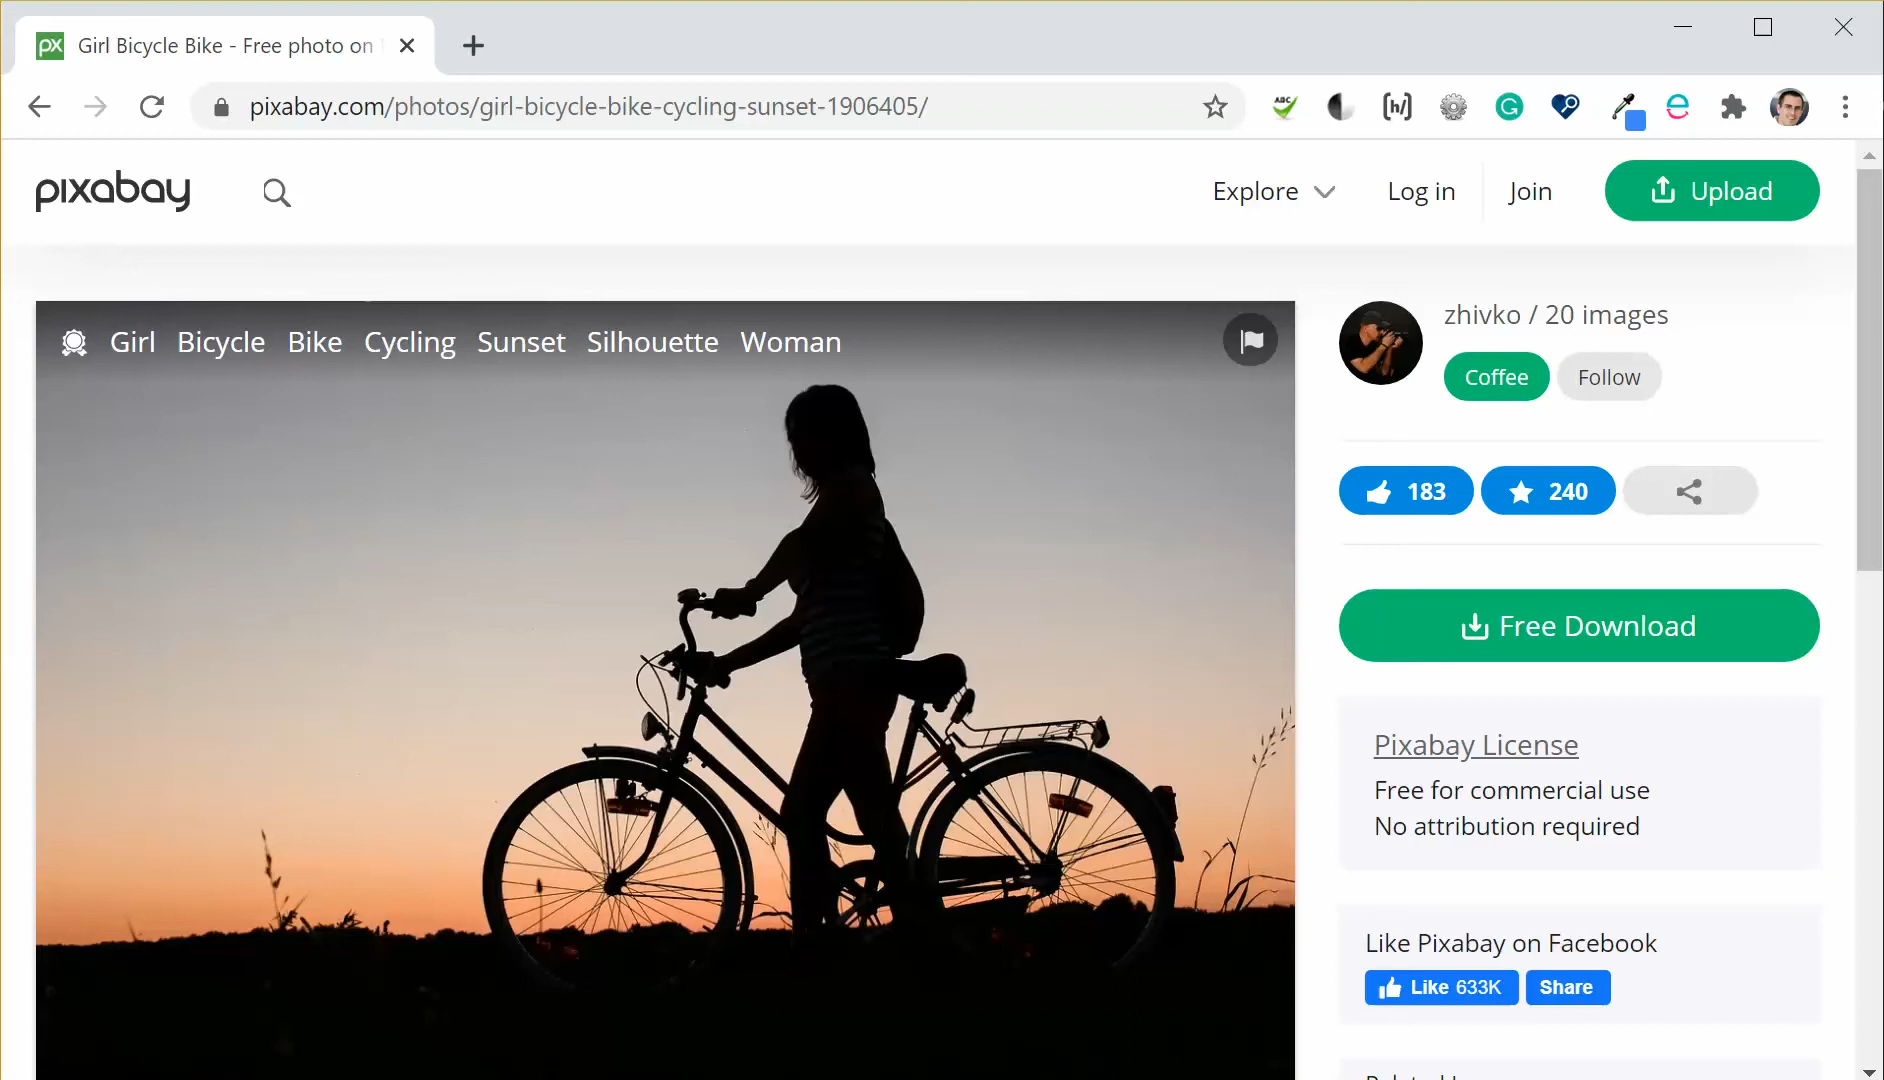 Girl Bicycle Bike - Free photo on
pixabay.com/photos/girl-bicycle-bike-cycling-sunset-1906405/
ABC
pixabay
Explore
Log in
Join
Upload
Girl Bicycle Bike Cycling Sunset Silhouette Woman
zhivko / 20 images
Coffee
Follow
183
240
Free Download
Pixabay License
Free for commercial use
No attribution required
Like Pixabay on Facebook
Like 633K
Share